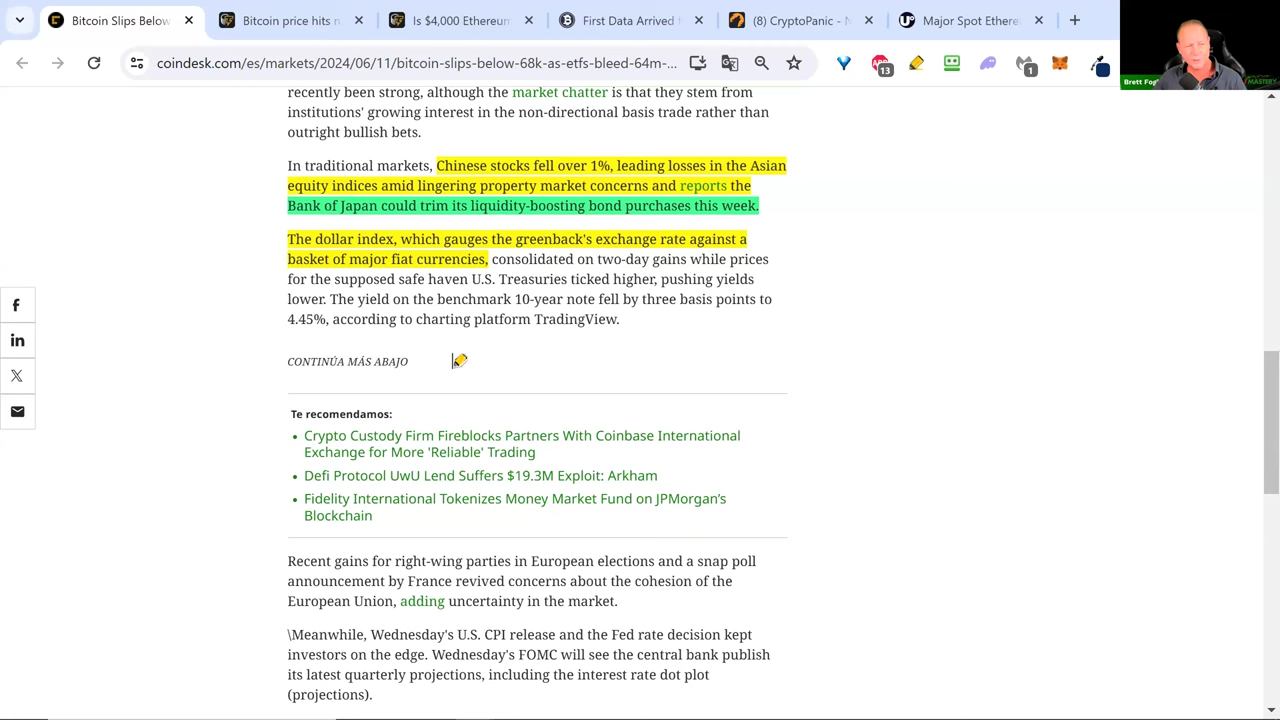 Bitcoin Slips Below
Bitcoin price hits n
Is $4,000 Ethereum
First Data Arrived f
(8) CryptoPanic - N
Major Spot Ethere
coindesk.com/es/markets/2024/06/11/bitcoin-slips-below-68k-as-etfs-bleed-64m-...
13
1
Brett Fog
MASTERY
recently been strong, although the market chatter is that they stem from
institutions' growing interest in the non-directional basis trade rather than
outright bullish bets.
In traditional markets, Chinese stocks fell over 1%, leading losses in the Asian
equity indices amid lingering property market concerns and reports the
Bank of Japan could trim its liquidity-boosting bond purchases this week.
The dollar index, which gauges the greenback's exchange rate against a
basket of major fiat currencies, consolidated on two-day gains while prices
for the supposed safe haven U.S. Treasuries ticked higher, pushing yields
lower. The yield on the benchmark 10-year note fell by three basis points to
4.45%, according to charting platform TradingView.
CONTINÚA MÁS ABAJO
Te recomendamos:
Crypto Custody Firm Fireblocks Partners With Coinbase International
Exchange for More 'Reliable' Trading
Defi Protocol UwU Lend Suffers $19.3M Exploit: Arkham
Fidelity International Tokenizes Money Market Fund on JPMorgan's
Blockchain
Recent gains for right-wing parties in European elections and a snap poll
announcement by France revived concerns about the cohesion of the
European Union, adding uncertainty in the market.
\Meanwhile, Wednesday's U.S. CPI release and the Fed rate decision kept
investors on the edge. Wednesday's FOMC will see the central bank publish
its latest quarterly projections, including the interest rate dot plot
(projections).